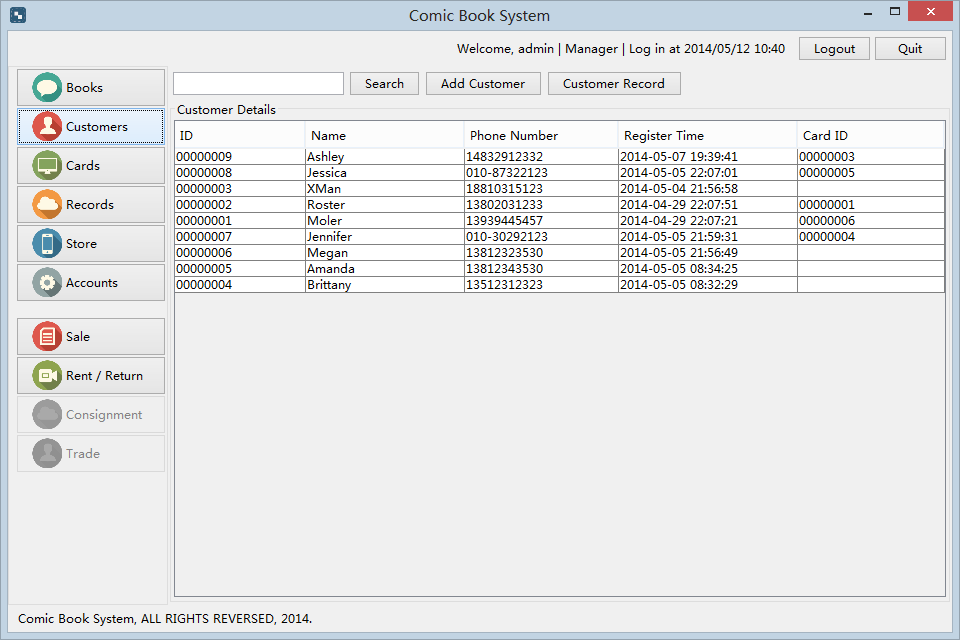 Comic Book System
Welcome, admin | Manager | Log in at 2014/05/12 10:40 Logout Quit
Books
Customers
Cards
Records
Store
Accounts
Sale
Rent / Return
Consignment
Trade
Search Add Customer Customer Record
Customer Details
ID Name Phone Number Register Time Card ID
00000009 Ashley 14832912332 2014-05-07 19:39:41 00000003
00000008 Jessica 010-87322123 2014-05-05 22:07:01 00000005
00000003 XMan 18810315123 2014-05-04 21:56:58
00000002 Roster 13802031233 2014-04-29 22:07:51 00000001
00000001 Moler 13939445457 2014-04-29 22:07:21 00000006
00000007 Jennifer 010-30292123 2014-05-05 21:59:31 00000004
00000006 Megan 13812323530 2014-05-05 21:56:49
00000005 Amanda 13812343530 2014-05-05 08:34:25
00000004 Brittany 13512312323 2014-05-05 08:32:29
Comic Book System, ALL RIGHTS REVERSED, 2014.